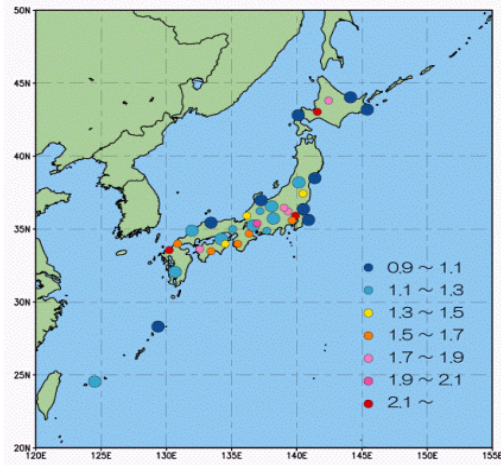 50N
45N
40N
35N
30N
25N
20N
0.9 ～ 1.1
1.1 ～ 1.3
1.3 ～ 1.5
1.5 ～ 1.7
1.7 ～ 1.9
1.9 ～ 2.1
2.1 ～
120E 125E 130E 135E 140E 145E 150E 155E